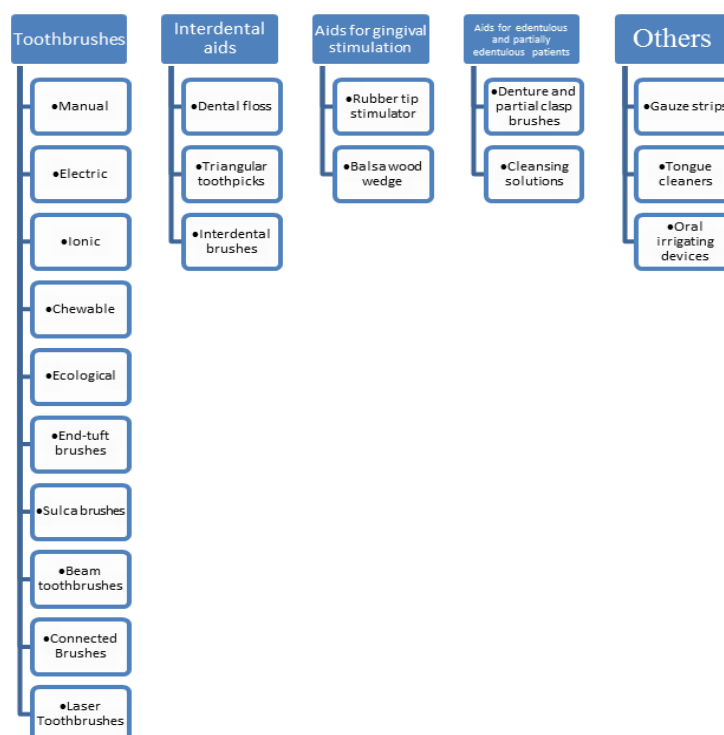 Toothbrushes
•Manual
•Electric
•Ionic
•Chewable
•Ecological
•End-tuft
brushes
•Sulca brushes
•Beam
toothbrushes
•Connected
Brushes
•Laser
Toothbrushes
Interdental
aids
•Dental floss
•Triangular
toothpicks
•Interdental
brushes
Aids for gingival
stimulation
•Rubber tip
stimulator
•Balsa wood
wedge
Aids for edentulous
and partially
edentulous patients
•Denture and
partial clasp
brushes
•Cleansing
solutions
Others
•Gauze strips
•Tongue
cleaners
•Oral
irrigating
devices